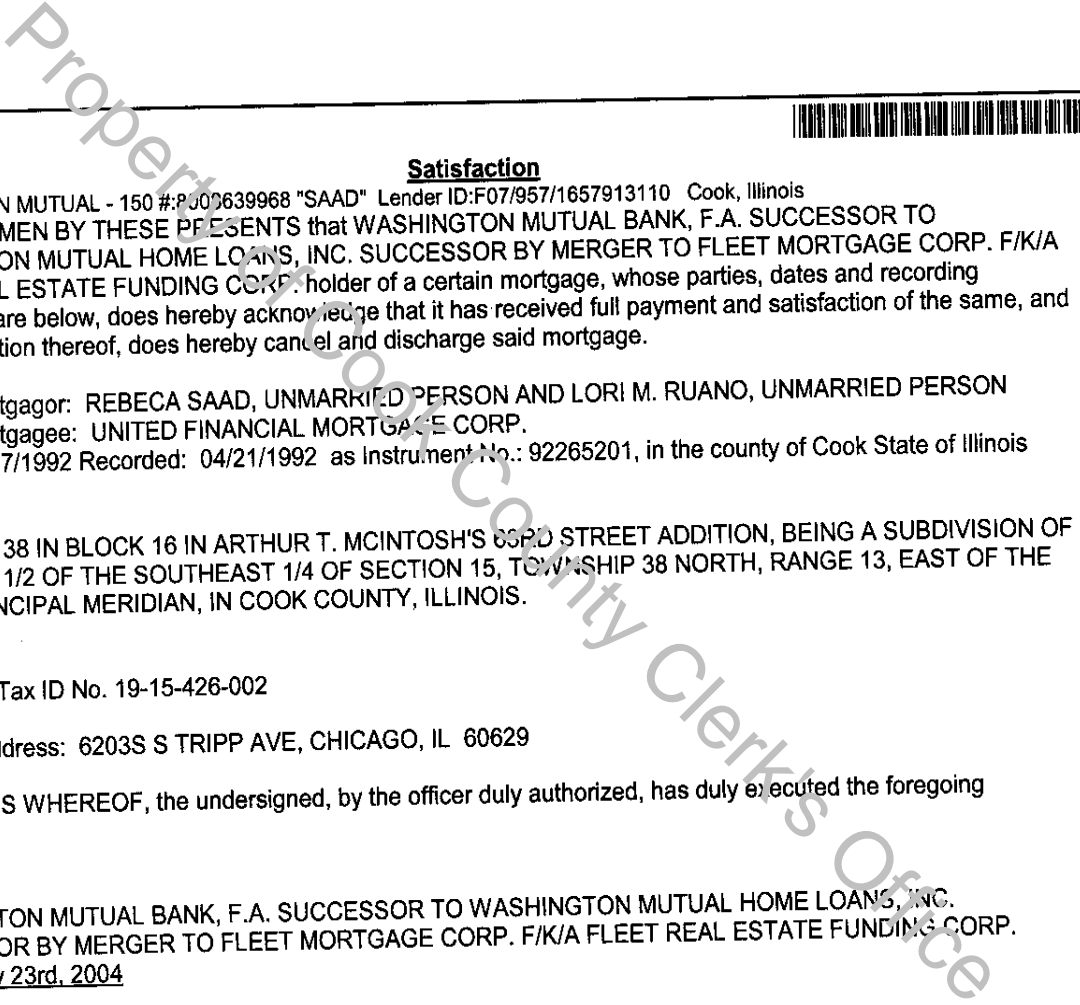 Satisfaction
N MUTUAL - 150 #:8003639968 "SAAD" Lender ID:F07/957/1657913110 Cook, Illinois
MEN BY THESE PRESENTS that WASHINGTON MUTUAL BANK, F.A. SUCCESSOR TO
ON MUTUAL HOME LOANS, INC. SUCCESSOR BY MERGER TO FLEET MORTGAGE CORP. F/K/A
L ESTATE FUNDING CORP. holder of a certain mortgage, whose parties, dates and recording
are below, does hereby acknowledge that it has received full payment and satisfaction of the same, and
tion thereof, does hereby cancel and discharge said mortgage.
tgagor: REBECA SAAD, UNMARRIED PERSON AND LORI M. RUANO, UNMARRIED PERSON
tgagee: UNITED FINANCIAL MORTGAGE CORP.
7/1992 Recorded: 04/21/1992 as Instrument No.: 92265201, in the county of Cook State of Illinois
38 IN BLOCK 16 IN ARTHUR T. MCINTOSH'S 63RD STREET ADDITION, BEING A SUBDIVISION OF
1/2 OF THE SOUTHEAST 1/4 OF SECTION 15, TOWNSHIP 38 NORTH, RANGE 13, EAST OF THE
NCIPAL MERIDIAN, IN COOK COUNTY, ILLINOIS.
Tax ID No. 19-15-426-002
ddress: 6203S S TRIPP AVE, CHICAGO, IL 60629
S WHEREOF, the undersigned, by the officer duly authorized, has duly executed the foregoing
TON MUTUAL BANK, F.A. SUCCESSOR TO WASHINGTON MUTUAL HOME LOANS, INC.
OR BY MERGER TO FLEET MORTGAGE CORP. F/K/A FLEET REAL ESTATE FUNDING CORP.
y 23rd, 2004
Property of Cook County Clerk's Office